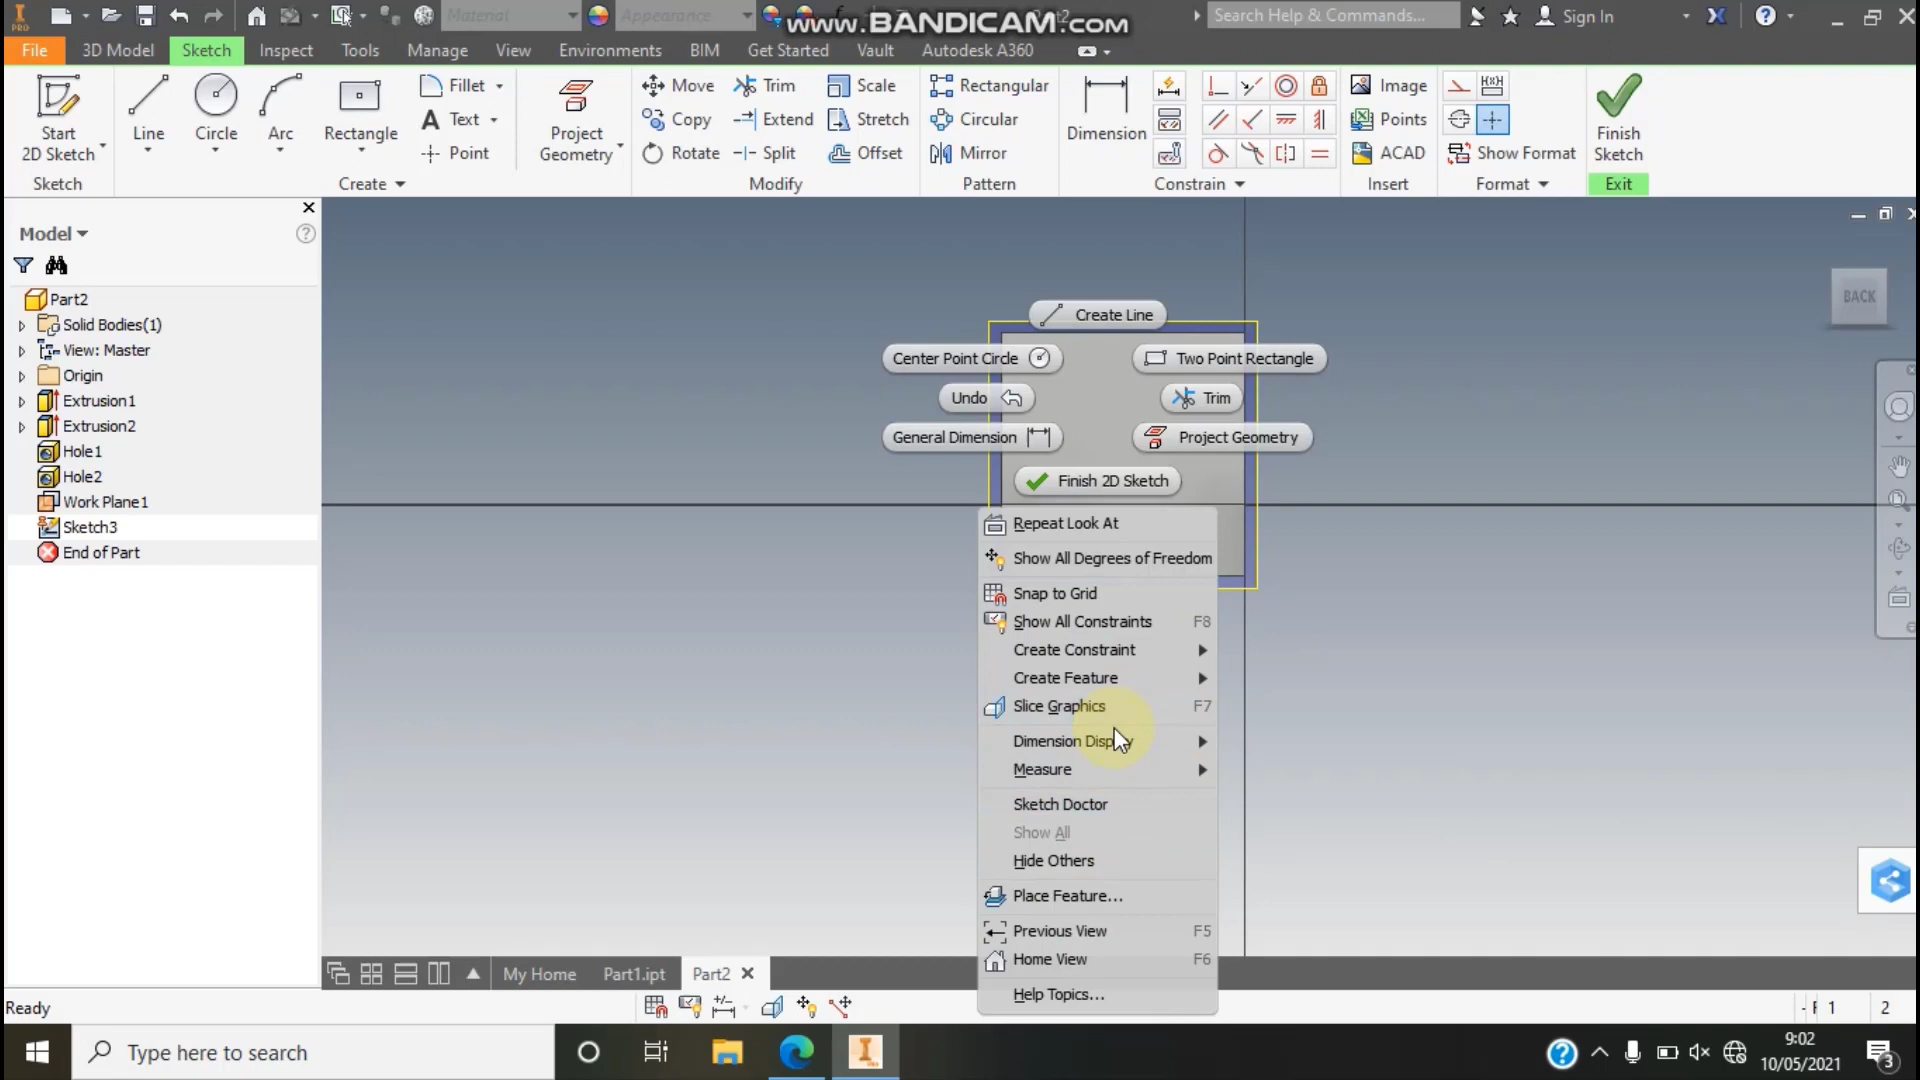 PRO
Material
Appearance
Part2
www.BANDICAM.com
Search Help & Commands...
Sign In
File
3D Model
Sketch
Inspect
Tools
Manage
View
Environments
BIM
Get Started
Vault
Autodesk A360
Start
2D Sketch
Line
Circle
Arc
Rectangle
Fillet
Text
Point
Project
Geometry
Move
Copy
Rotate
Trim
Extend
Split
Scale
Stretch
Offset
Rectangular
Circular
Mirror
Dimension
Image
Points
ACAD
Show Format
Finish
Sketch
Sketch
Create
Modify
Pattern
Constrain
Insert
Format
Exit
Model
Part2
Solid Bodies(1)
View: Master
Origin
Extrusion1
Extrusion2
Hole1
Hole2
Work Plane1
Sketch3
End of Part
BACK
Create Line
Center Point Circle
Two Point Rectangle
Undo
Trim
General Dimension
Project Geometry
Finish 2D Sketch
Repeat Look At
Show All Degrees of Freedom
Snap to Grid
Show All Constraints F8
Create Constraint
Create Feature
Slice Graphics F7
Dimension Display
Measure
Sketch Doctor
Show All
Hide Others
Place Feature...
Previous View F5
Home View F6
Help Topics...
My Home
Part1.ipt
Part2
Ready
1
2
Type here to search
9:02
10/05/2021
3